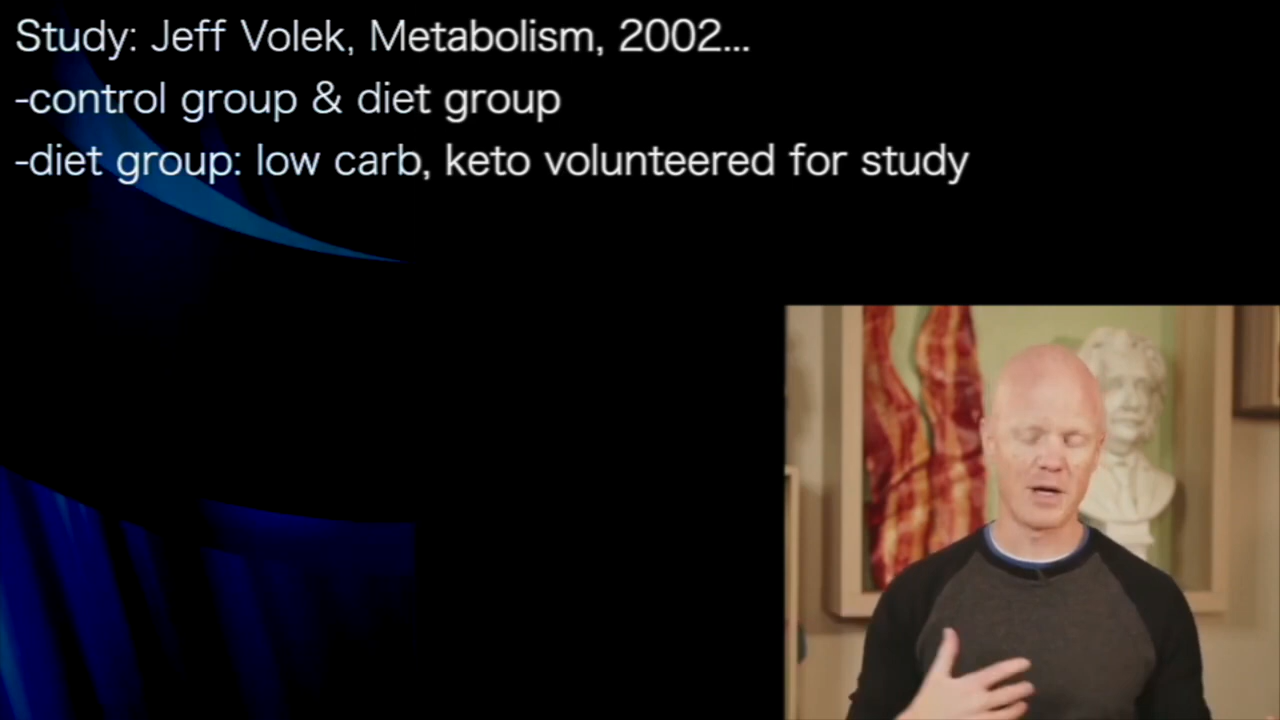 Study: Jeff Volek, Metabolism, 2002...
-control group & diet group
-diet group: low carb, keto volunteered for study